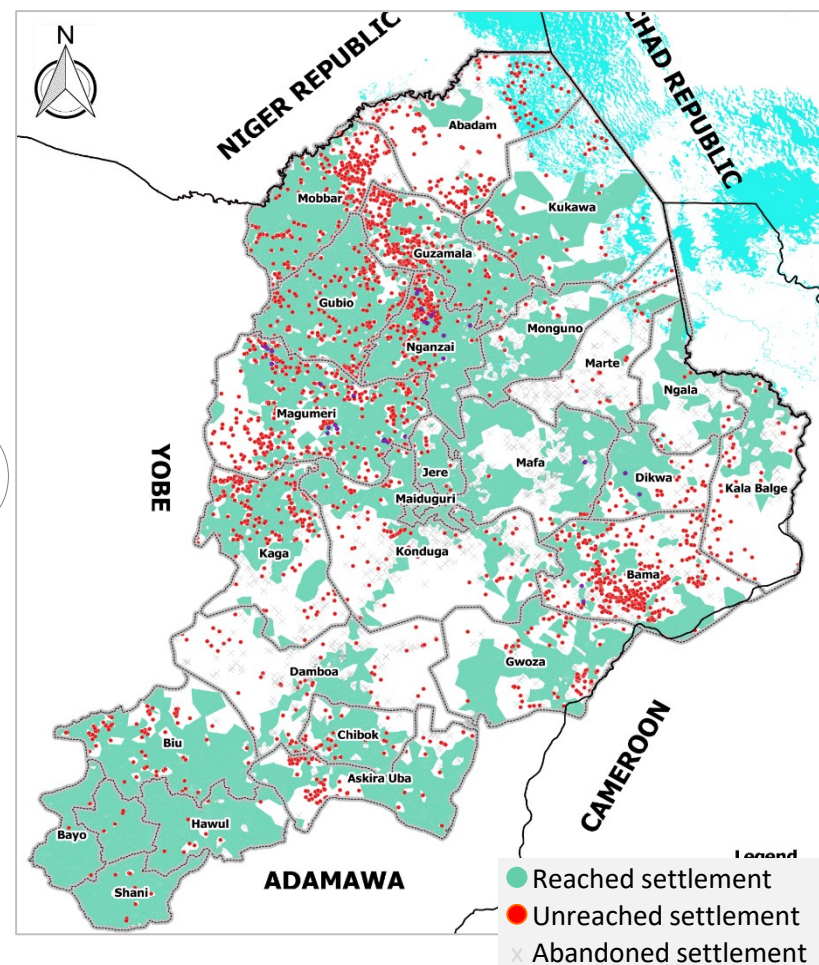 N
NIGER REPUBLIC
CHAD REPUBLIC
Abadam
Mobbar
Kukawa
Guzamala
Gubio
Monguno
Nganzai
Marte
Ngala
Magumeri
YOBE
Jere
Mafa
Dikwa
Kala Balge
Maiduguri
Kaga
Konduga
Bama
Gwoza
Damboa
Chibok
Biu
Askira Uba
CAMEROON
Hawul
Bayo
Shani
ADAMAWA
Legend
Reached settlement
Unreached settlement
x Abandoned settlement